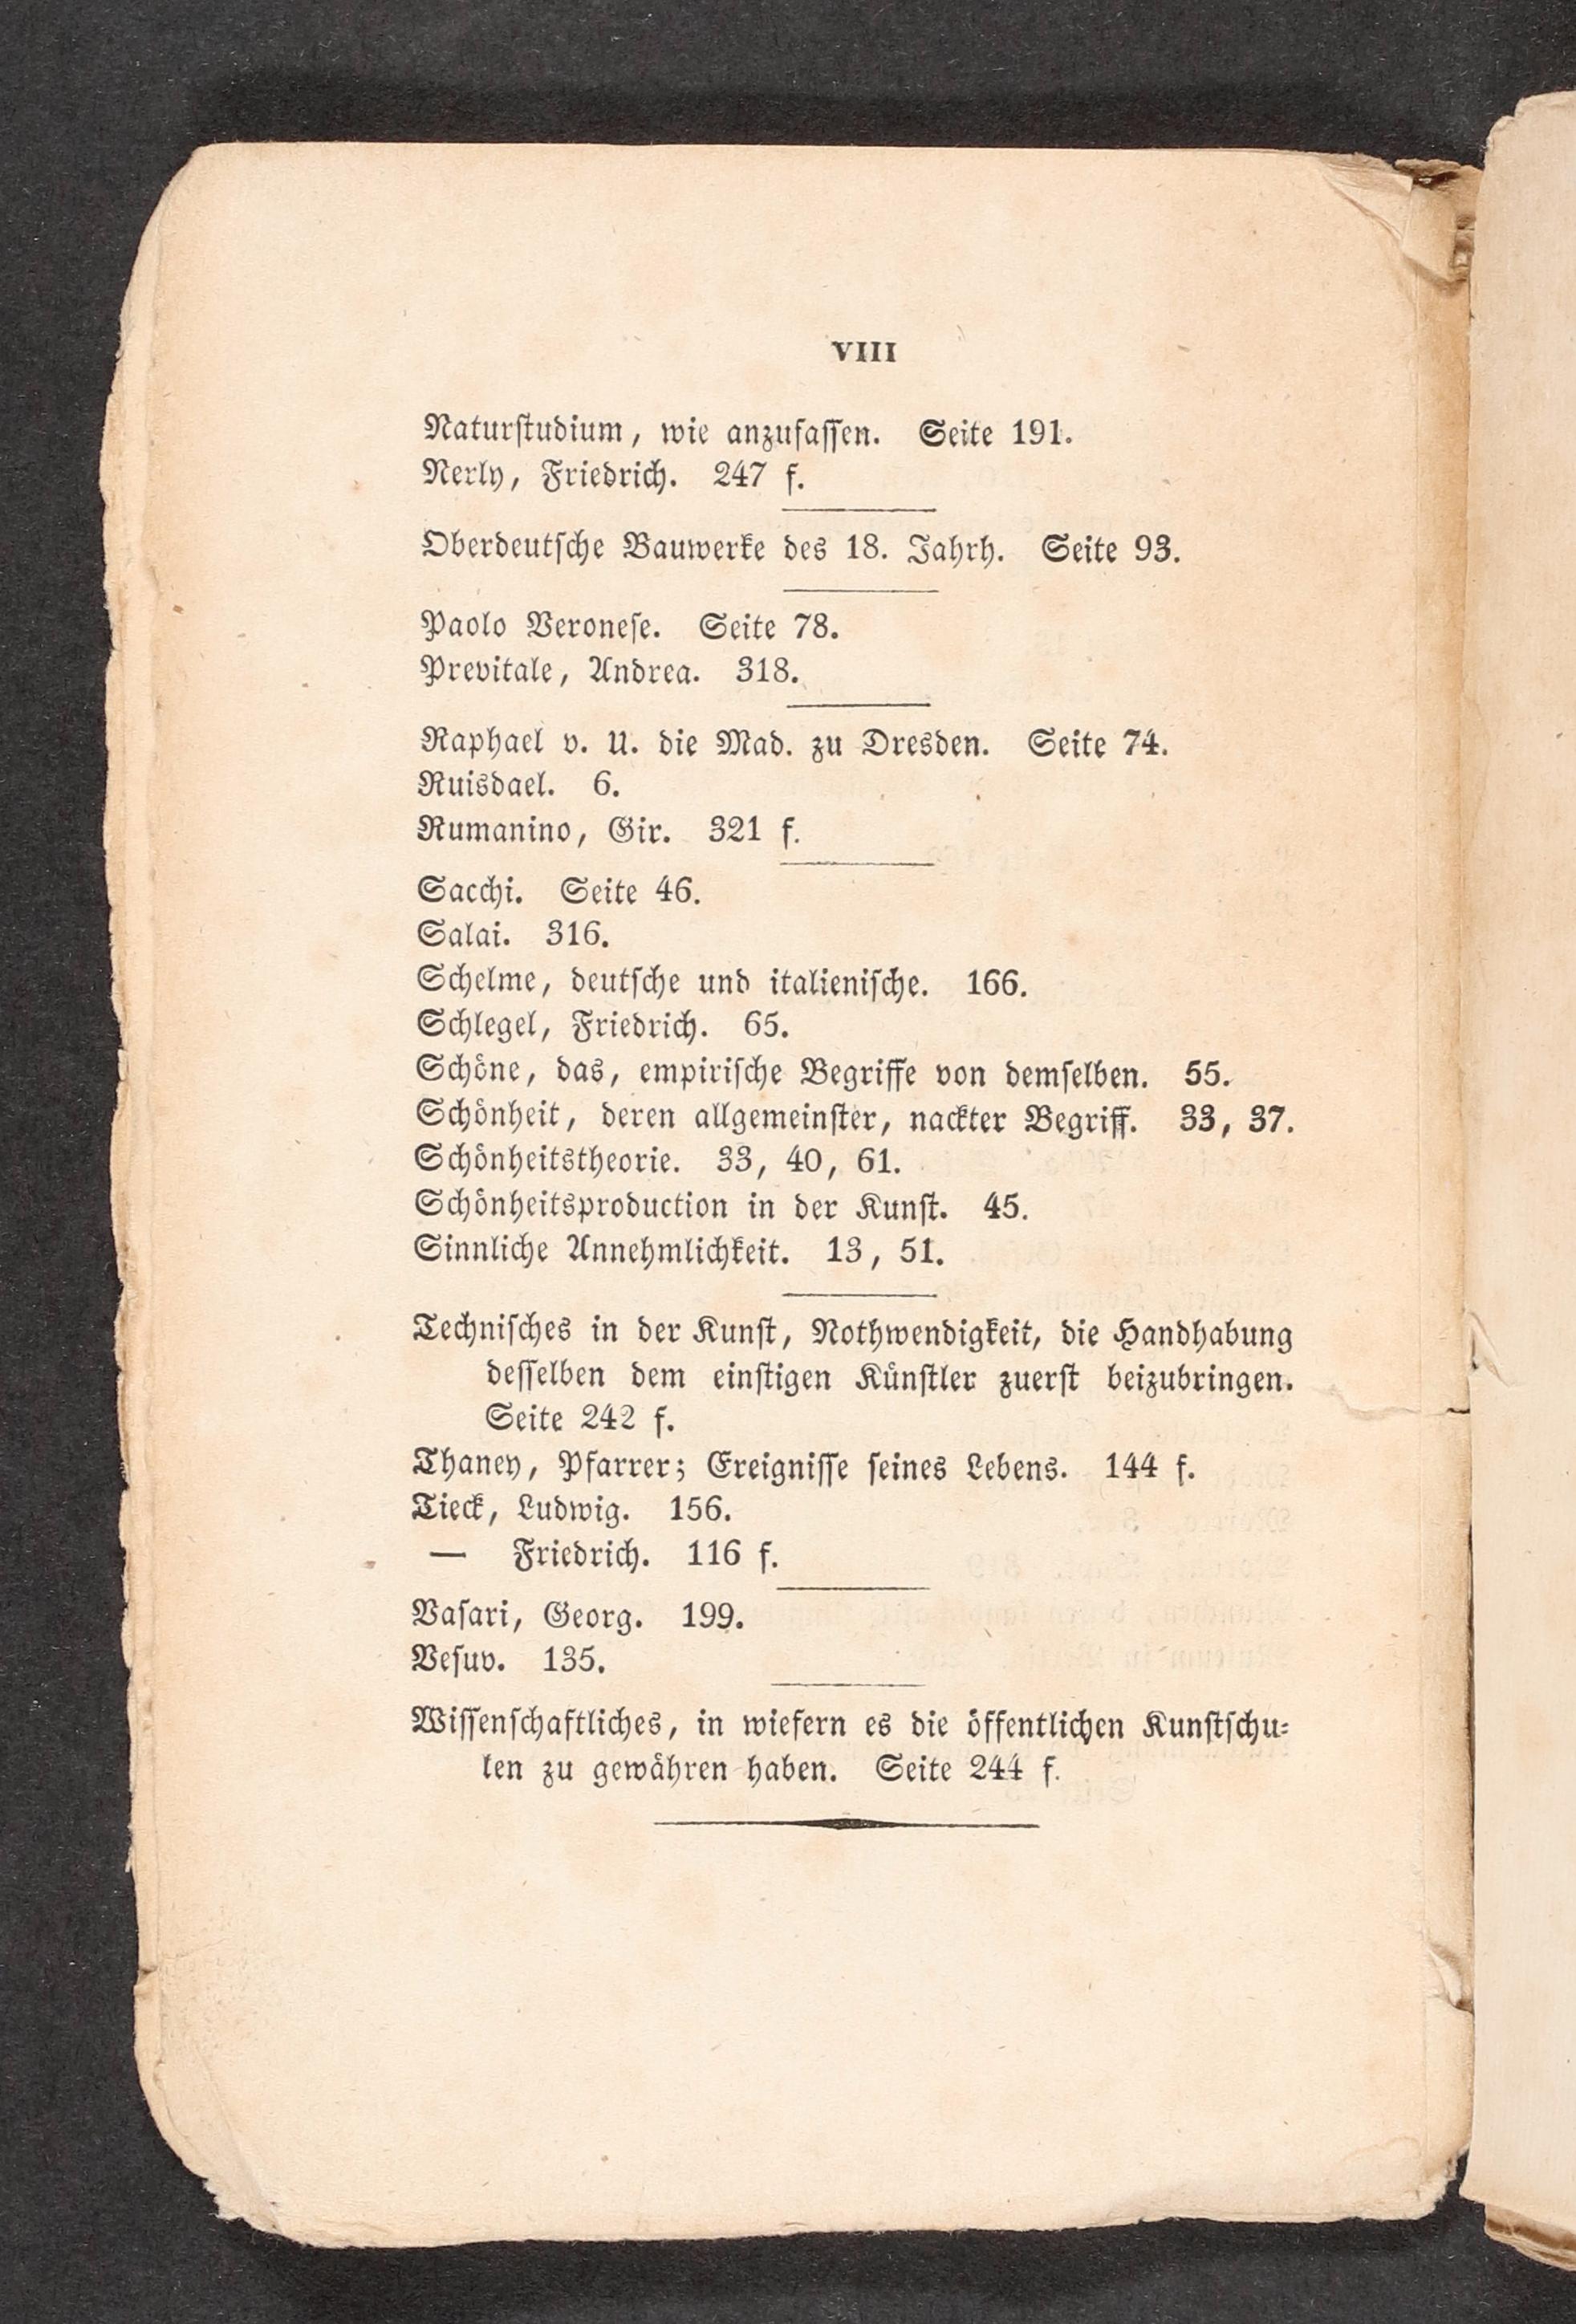 VIII
Naturſtudium, wie anzufaſſen. Seite 191.
Nerly, Friedrich. 247 f.
Oberdeutſche Bauwerke des 18. Jahrh. Seite 93.
Paolo Veroneſe. Seite 78.
Previtale, Andrea. 318.
Raphael v. U. die Mad. zu Dresden. Seite 74.
Ruisdael. 6.
Rumanino, Gir. 321 f.
Sacchi. Seite 46.
Salai. 316.
Schelme, deutſche und italieniſche. 166.
Schlegel, Friedrich. 65.
Schöne, das, empiriſche Begriffe von demſelben. 55.
Schönheit, deren allgemeinſter, nackter Begriff. 33, 37.
Schönheitstheorie. 33, 40, 61.
Schönheitsproduction in der Kunſt. 45.
Sinnliche Annehmlichkeit. 13, 51.
Techniſches in der Kunſt, Nothwendigkeit, die Handhabung
deſſelben dem einſtigen Künſtler zuerſt beizubringen.
Seite 242 f.
Thaney, Pfarrer; Ereigniſſe ſeines Lebens. 144 f.
Tieck, Ludwig. 156.
— Friedrich. 116 f.
Vaſari, Georg. 199.
Veſuv. 135.
Wiſſenſchaftliches, in wiefern es die öffentlichen Kunſtſchu-
len zu gewähren haben. Seite 244 f.